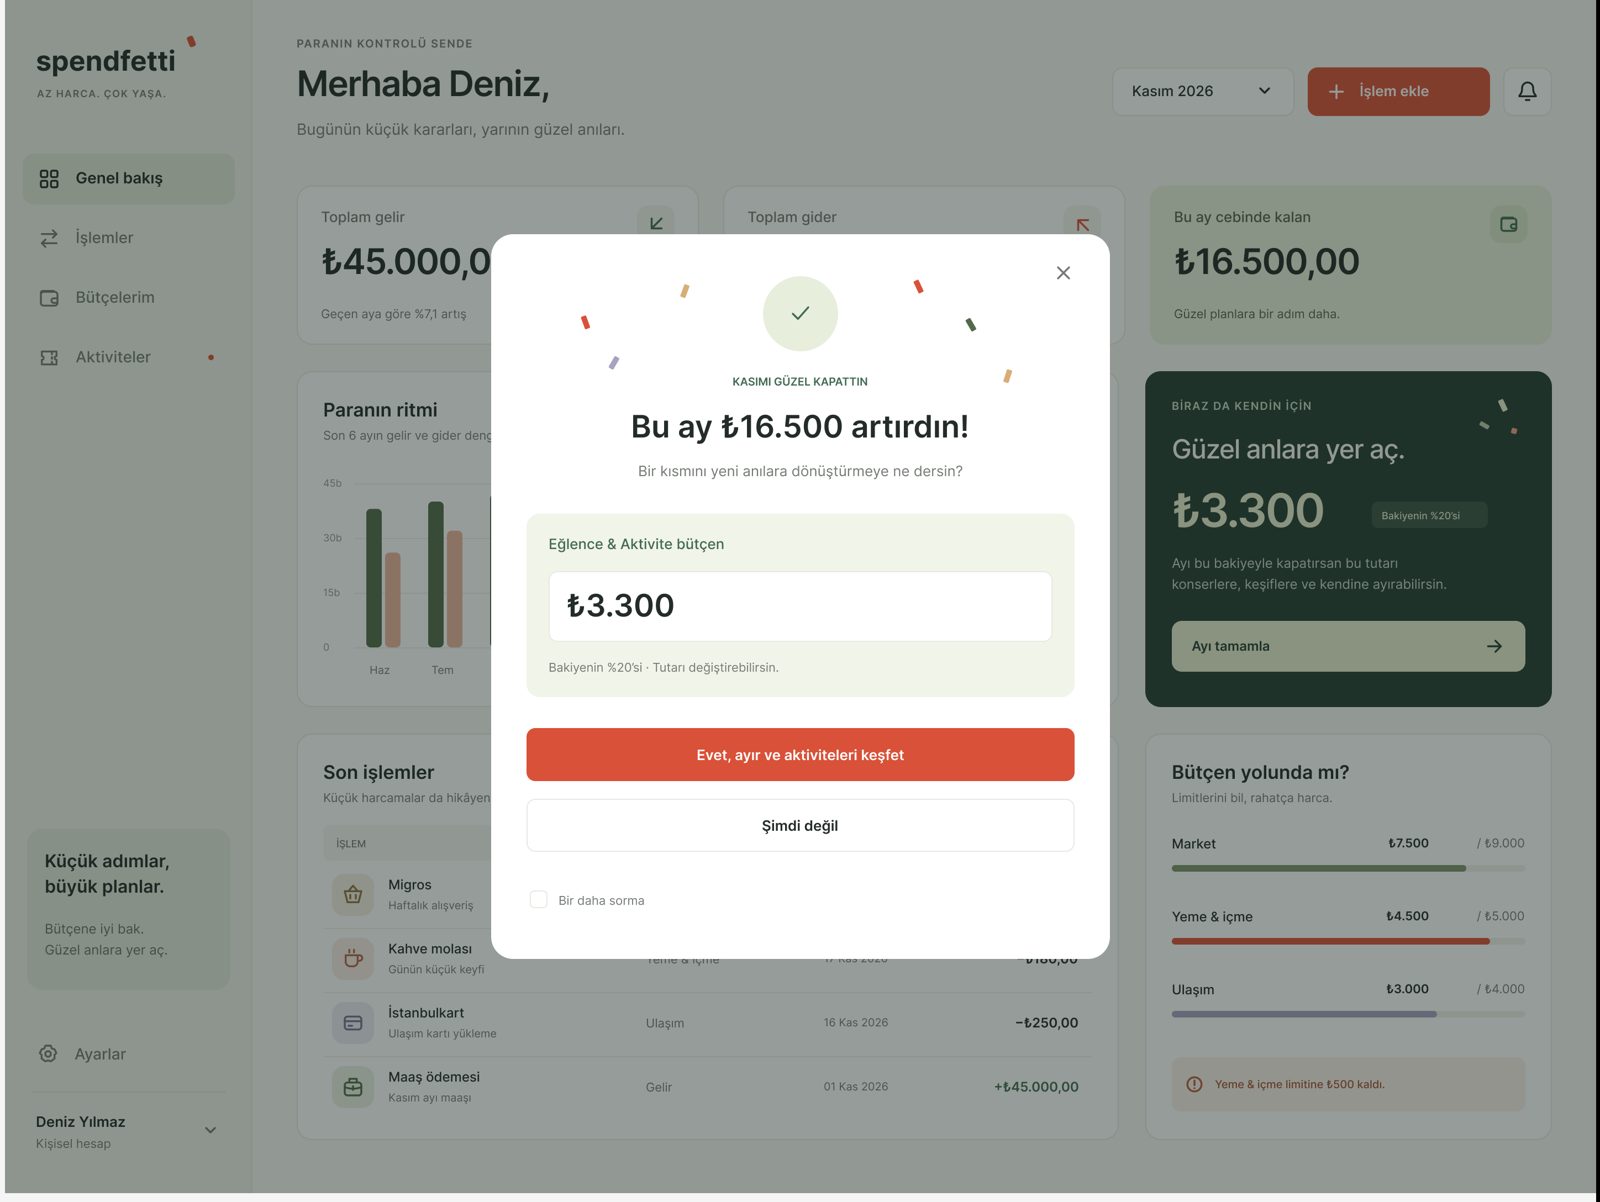 spendfetti
AZ HARCA. ÇOK YAŞA.
Genel bakış
İşlemler
Bütçelerim
Aktiviteler
Küçük adımlar,
büyük planlar.
Bütçene iyi bak.
Güzel anlara yer aç.
Ayarlar
Deniz Yılmaz
Kişisel hesap
PARANIN KONTROLÜ SENDE
Merhaba Deniz,
Bugünün küçük kararları, yarının güzel anıları.
Kasım 2026
İşlem ekle
Toplam gelir
₺45.000,0
Geçen aya göre %7,1 artış
Toplam gider
Bu ay cebinde kalan
₺16.500,00
Güzel planlara bir adım daha.
Paranın ritmi
Son 6 ayın gelir ve gider deng
45b
30b
15b
0
Haz
Tem
KASIMI GÜZEL KAPATTIN
Bu ay ₺16.500 artırdın!
Bir kısmını yeni anılara dönüştürmeye ne dersin?
Eğlence & Aktivite bütçen
₺3.300
Bakiyenin %20'si · Tutarı değiştirebilirsin.
Evet, ayır ve aktiviteleri keşfet
Şimdi değil
Bir daha sorma
BİRAZ DA KENDİN İÇİN
Güzel anlara yer aç.
₺3.300
Bakiyenin %20'si
Ayı bu bakiyeyle kapatırsan bu tutarı
konserlere, keşiflere ve kendine ayırabilirsin.
Ayı tamamla
Son işlemler
Küçük harcamalar da hikâyen
İŞLEM
Migros
Haftalık alışveriş
Kahve molası
Günün küçük keyfi
Yeme & içme
17 Kas 2026
−₺180,00
İstanbulkart
Ulaşım kartı yükleme
Ulaşım
16 Kas 2026
−₺250,00
Maaş ödemesi
Kasım ayı maaşı
Gelir
01 Kas 2026
+₺45.000,00
Bütçen yolunda mı?
Limitlerini bil, rahatça harca.
Market
₺7.500
/ ₺9.000
Yeme & içme
₺4.500
/ ₺5.000
Ulaşım
₺3.000
/ ₺4.000
Yeme & içme limitine ₺500 kaldı.